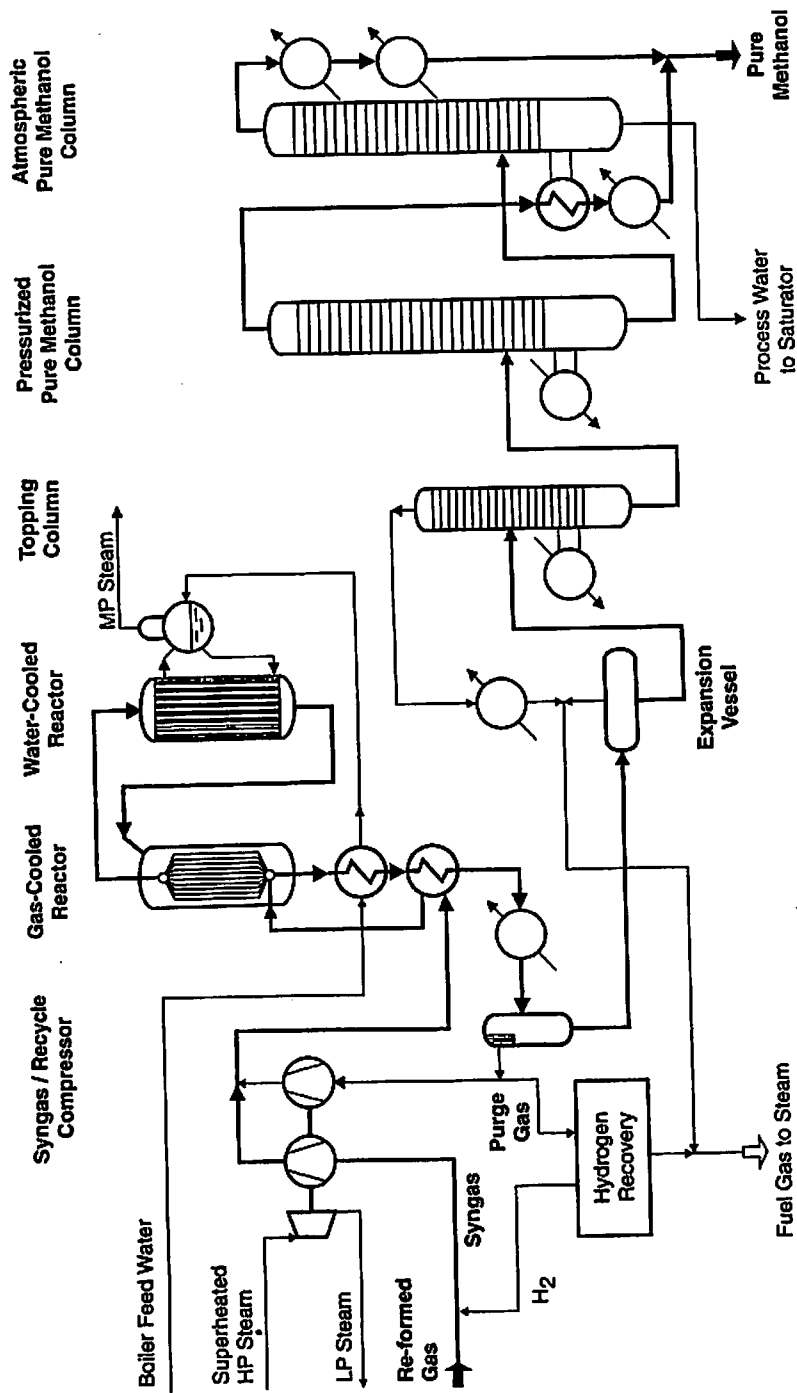 Atmospheric
Pure Methanol
Column
Pressurized
Pure Methanol
Column
Topping
Column
Water-Cooled
Reactor
Gas-Cooled
Reactor
Syngas / Recycle
Compressor
MP Steam
Boiler Feed Water
Superheated
HP Steam
LP Steam
Re-formed
Gas
Syngas
H2
Purge
Gas
Hydrogen
Recovery
Fuel Gas to Steam
Expansion
Vessel
Process Water
to Saturator
Pure
Methanol